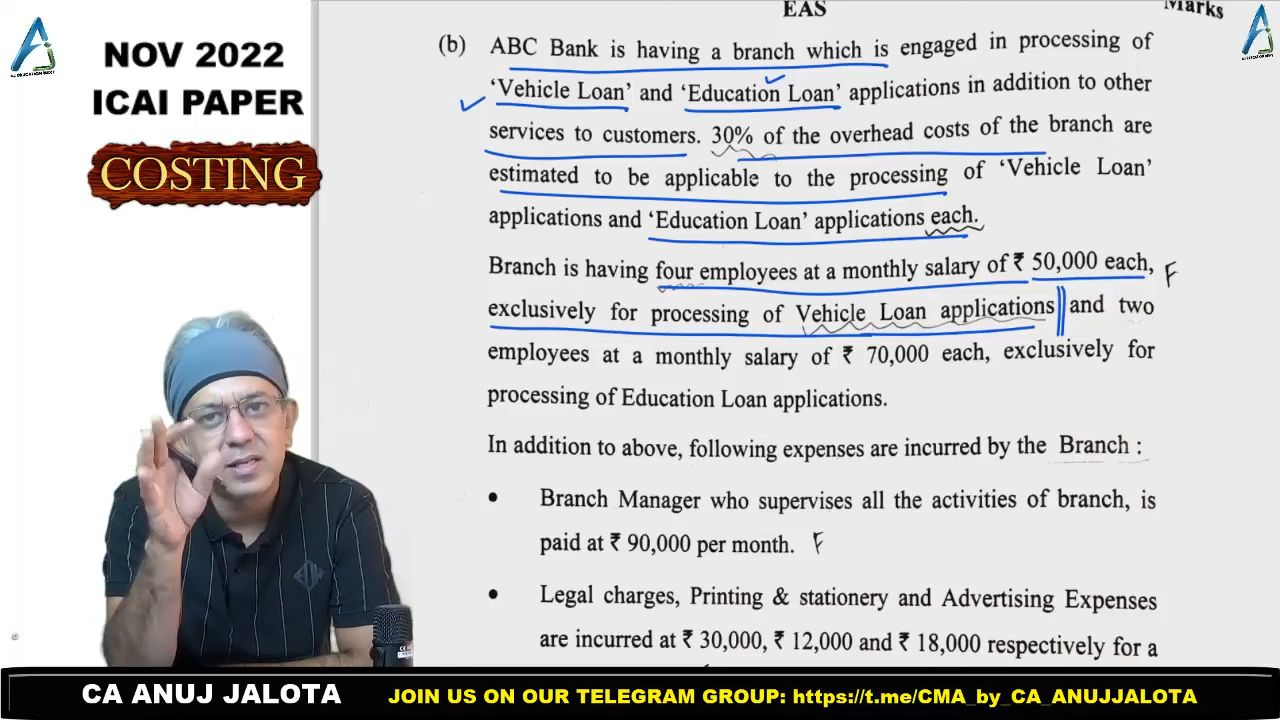 EAS
Marks
NOV 2022
ICAI PAPER
COSTING
(b) ABC Bank is having a branch which is engaged in processing of
‘Vehicle Loan’ and ‘Education Loan’ applications in addition to other
services to customers. 30% of the overhead costs of the branch are
estimated to be applicable to the processing of ‘Vehicle Loan’
applications and ‘Education Loan’ applications each.
Branch is having four employees at a monthly salary of ₹ 50,000 each, F
exclusively for processing of Vehicle Loan applications and two
employees at a monthly salary of ₹ 70,000 each, exclusively for
processing of Education Loan applications.
In addition to above, following expenses are incurred by the Branch :
• Branch Manager who supervises all the activities of branch, is
paid at ₹ 90,000 per month. F
• Legal charges, Printing & stationery and Advertising Expenses
are incurred at ₹ 30,000, ₹ 12,000 and ₹ 18,000 respectively for a
CA ANUJ JALOTA
JOIN US ON OUR TELEGRAM GROUP: https://t.me/CMA_by_CA_ANUJJALOTA